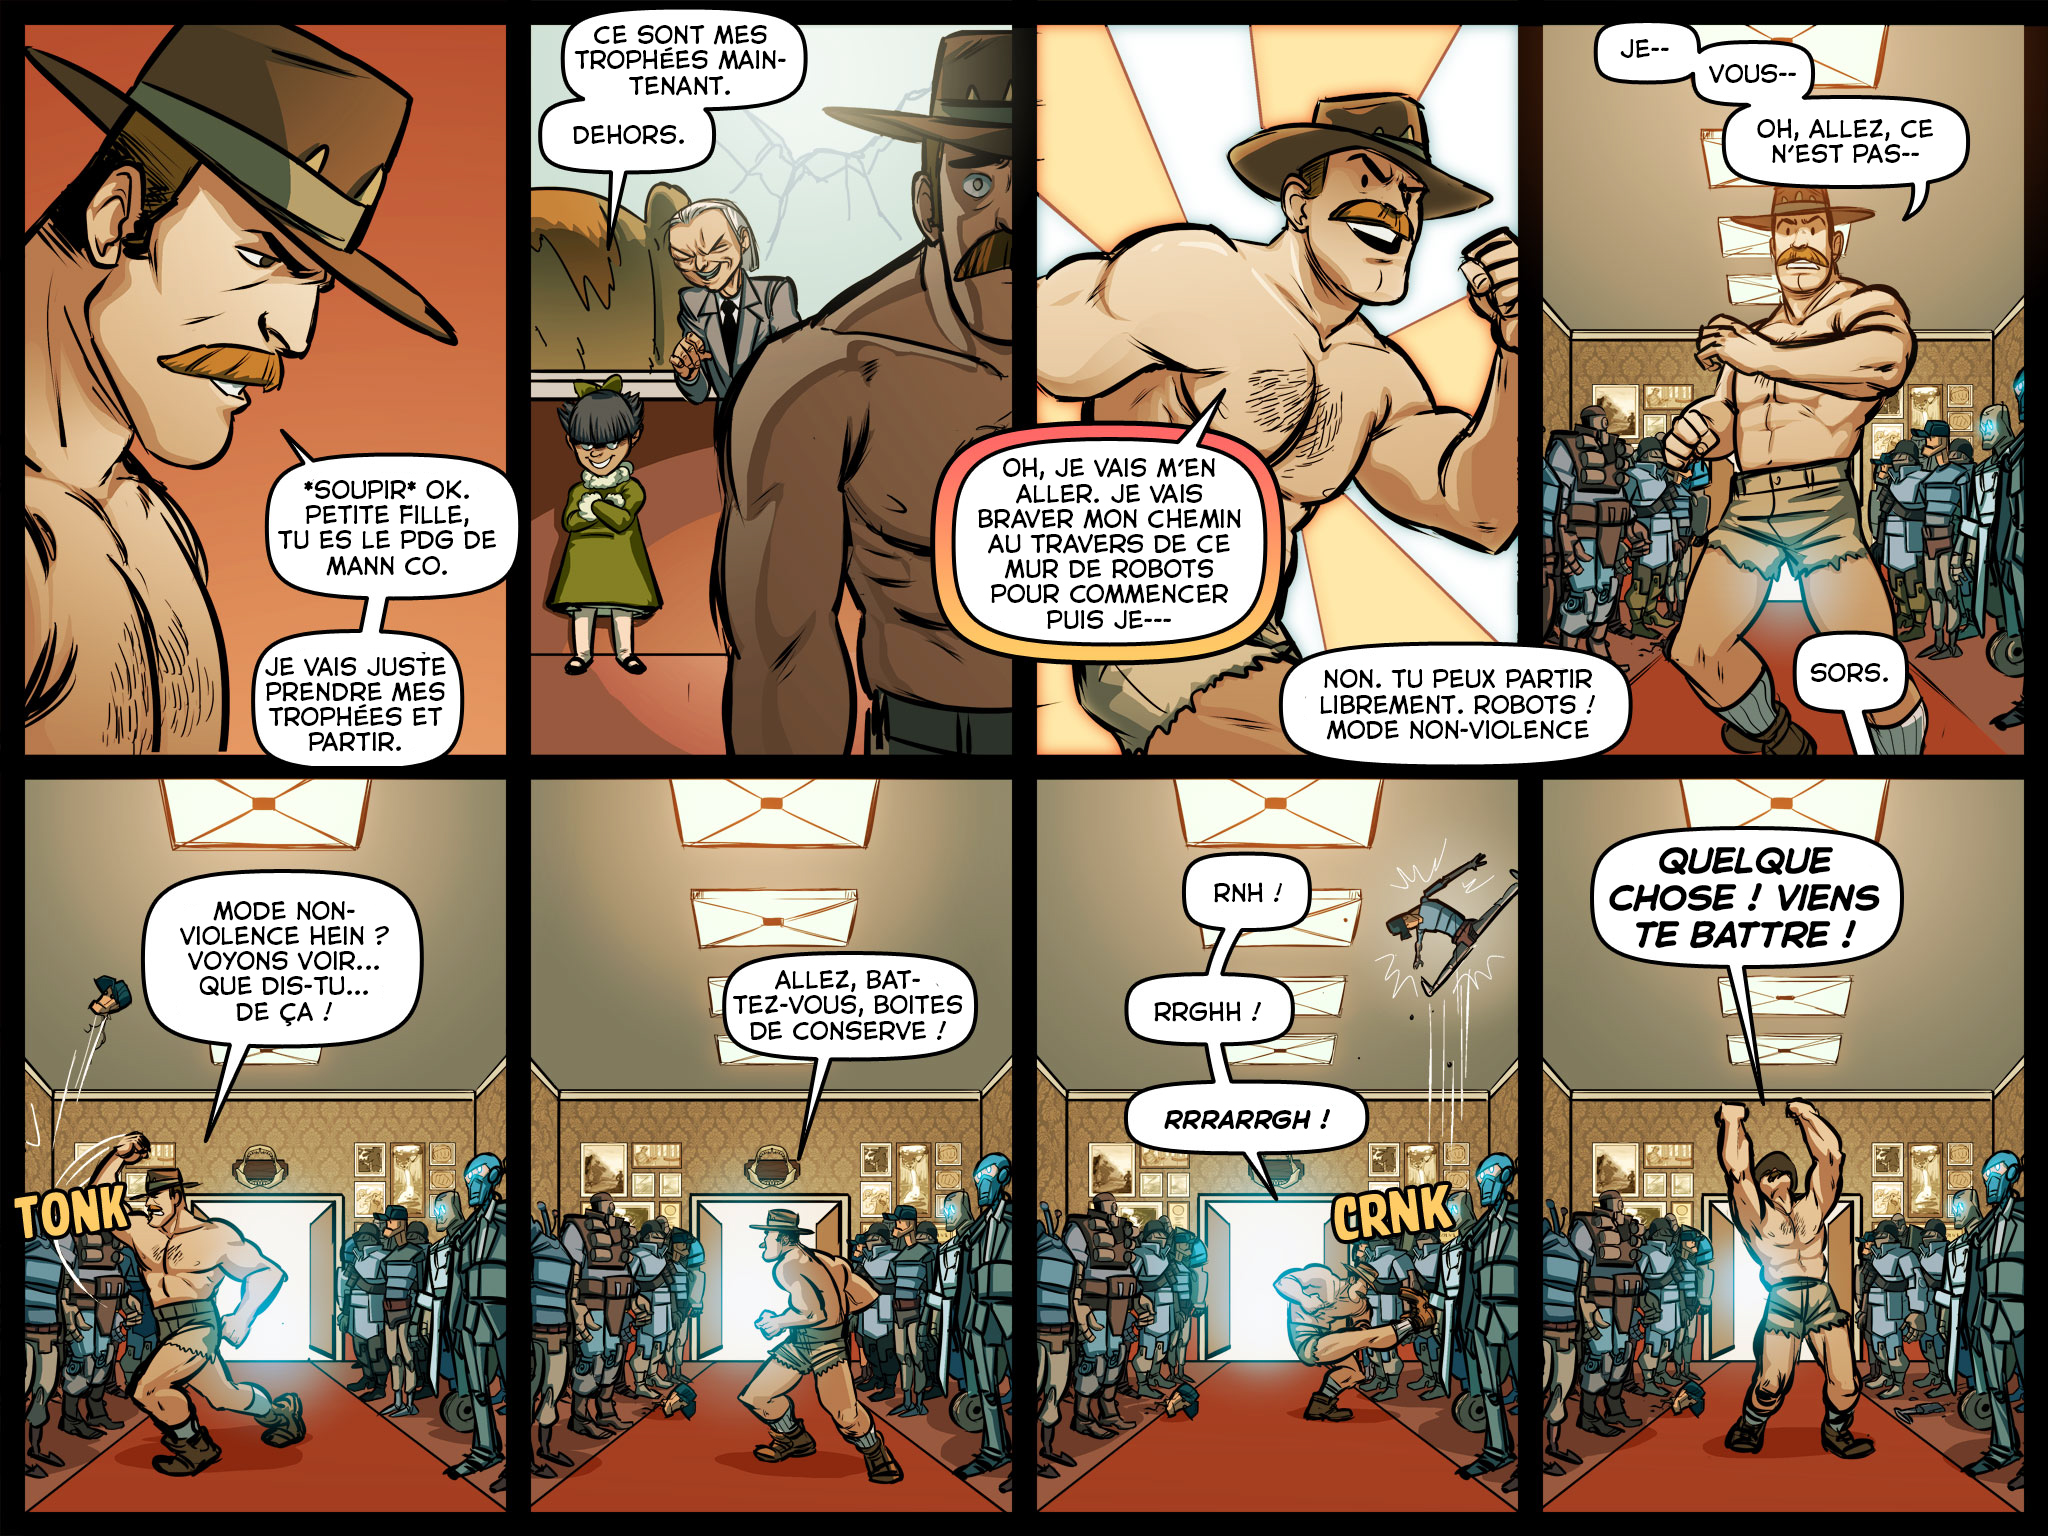 *SOUPIR* OK.
PETITE FILLE,
TU ES LE PDG DE
MANN CO.
JE VAIS JUSTE
PRENDRE MES
TROPHÉES ET
PARTIR.
CE SONT MES
TROPHÉES MAIN-
TENANT.
DEHORS.
OH, JE VAIS M'EN
ALLER. JE VAIS
BRAVER MON CHEMIN
AU TRAVERS DE CE
MUR DE ROBOTS
POUR COMMENCER
PUIS JE---
NON. TU PEUX PARTIR
LIBREMENT. ROBOTS !
MODE NON-VIOLENCE
JE--
VOUS--
OH, ALLEZ, CE
N'EST PAS--
SORS.
MODE NON-
VIOLENCE HEIN ?
VOYONS VOIR...
QUE DIS-TU...
DE ÇA !
TONK
ALLEZ, BAT-
TEZ-VOUS, BOITES
DE CONSERVE !
RNH !
RRGHH !
RRRARRGH !
CRNK
QUELQUE
CHOSE ! VIENS
TE BATTRE !